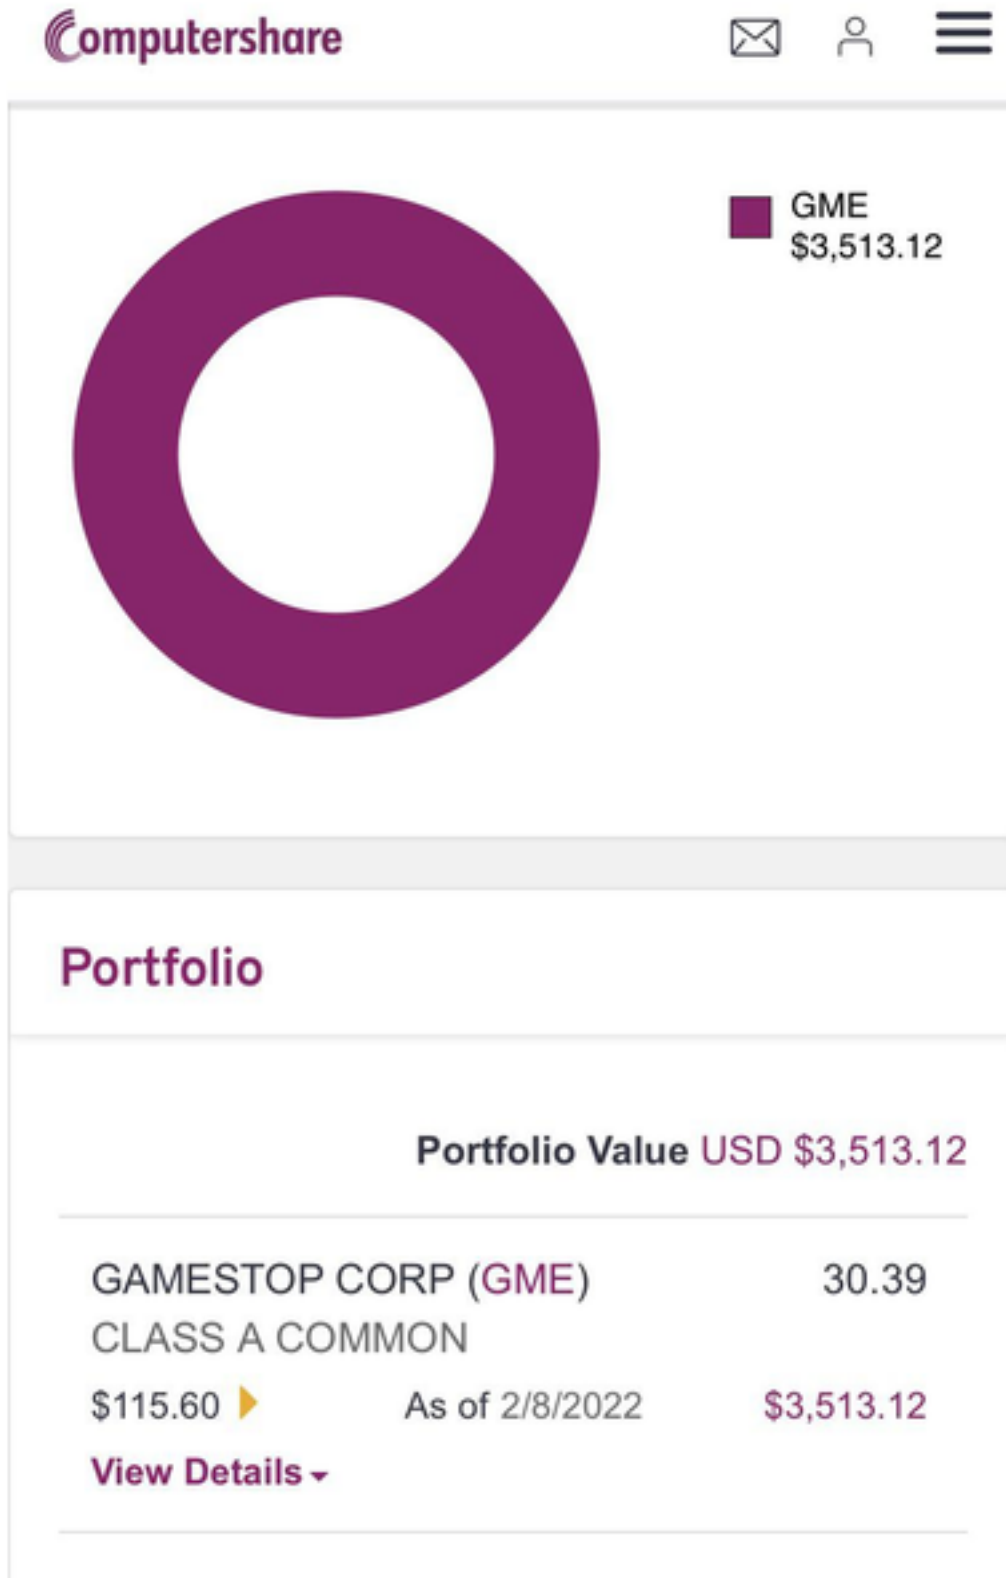 Computershare
GME
$3,513.12
Portfolio
Portfolio Value USD $3,513.12
GAMESTOP CORP (GME) 30.39
CLASS A COMMON
$115.60 As of 2/8/2022 $3,513.12
View Details